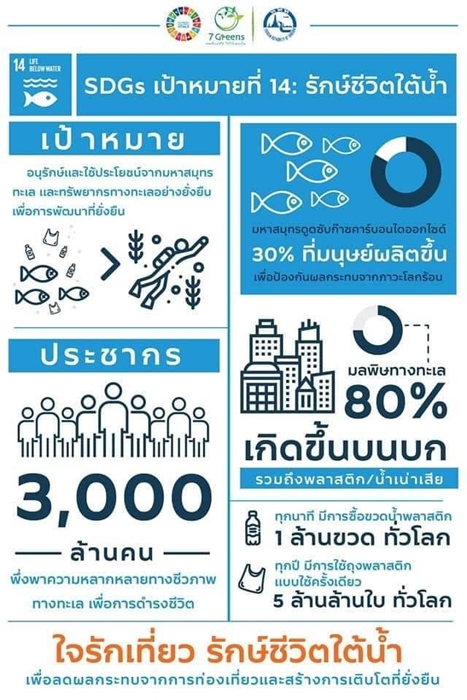 7 Greens
14 LIFE
BELOW WATER
SDGs เป้าหมายที่ 14: รักษ์ชีวิตใต้น้ำ
เป้าหมาย
อนุรักษ์และใช้ประโยชน์จากมหาสมุทร
ทะเล และทรัพยากรทางทะเลอย่างยั่งยืน
เพื่อการพัฒนาที่ยั่งยืน
มหาสมุทรดูดซับก๊าซคาร์บอนไดออกไซด์
30% ที่มนุษย์ผลิตขึ้น
เพื่อป้องกันผลกระทบจากภาวะโลกร้อน
ประชากร
3,000
ล้านคน
พึ่งพาความหลากหลายทางชีวภาพ
ทางทะเล เพื่อการดำรงชีวิต
มลพิษทางทะเล
80%
เกิดขึ้นบนบก
รวมถึงพลาสติก/น้ำเน่าเสีย
ทุกนาที มีการซื้อขวดน้ำพลาสติก
1 ล้านขวด ทั่วโลก
ทุกปี มีการใช้ถุงพลาสติก
แบบใช้ครั้งเดียว
5 ล้านล้านใบ ทั่วโลก
ใจรักเที่ยว รักษ์ชีวิตใต้น้ำ
เพื่อลดผลกระทบจากการท่องเที่ยวและสร้างการเติบโตที่ยั่งยืน